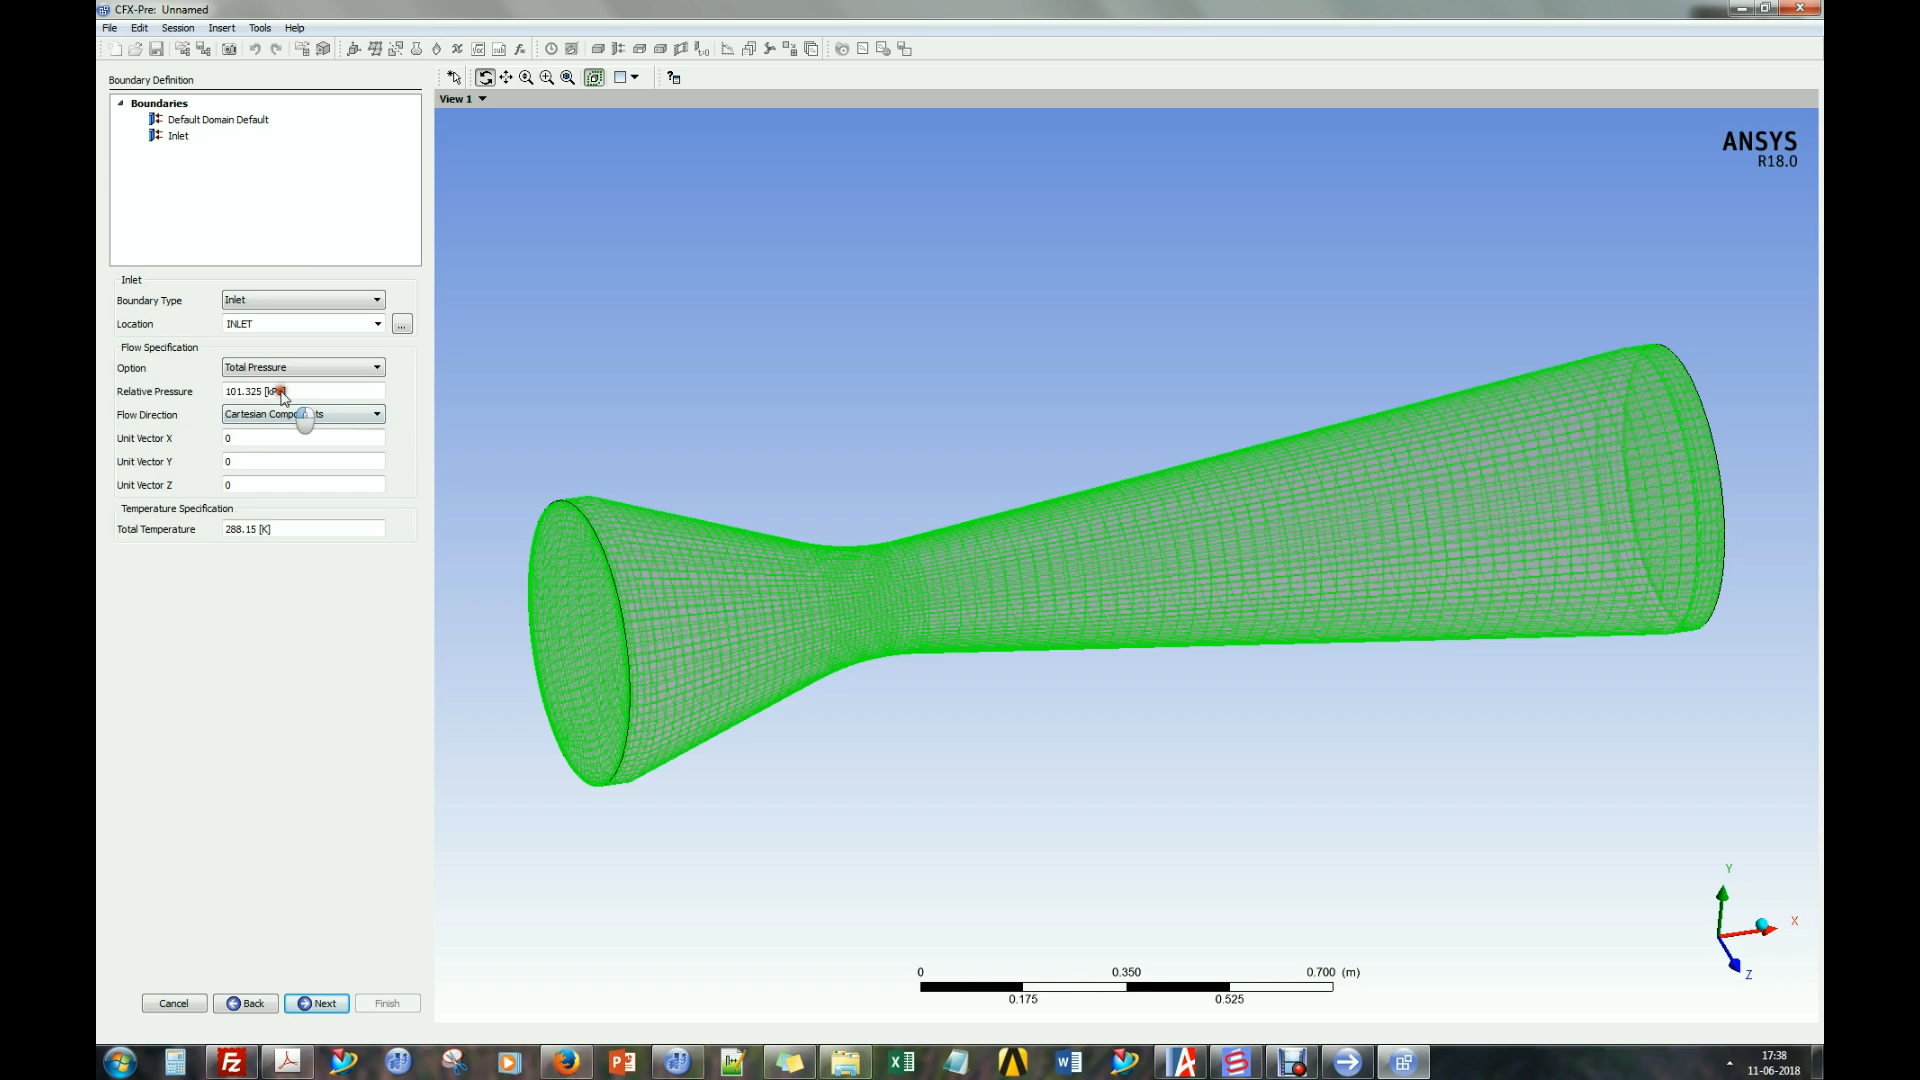 CFX-Pre: Unnamed
File Edit Session Insert Tools Help
Boundary Definition
Boundaries
Default Domain Default
Inlet
View 1
ANSYS
R18.0
Inlet
Boundary Type Inlet
Location INLET ...
Flow Specification
Option Total Pressure
Relative Pressure 101.325
Flow Direction Cartesian
Unit Vector X 0
Unit Vector Y 0
Unit Vector Z 0
Temperature Specification
Total Temperature 288.15 [K]
Y
X
Z
0 0.350 0.700 (m)
0.175 0.525
Cancel Back Next Finish
17:38
11-06-2018